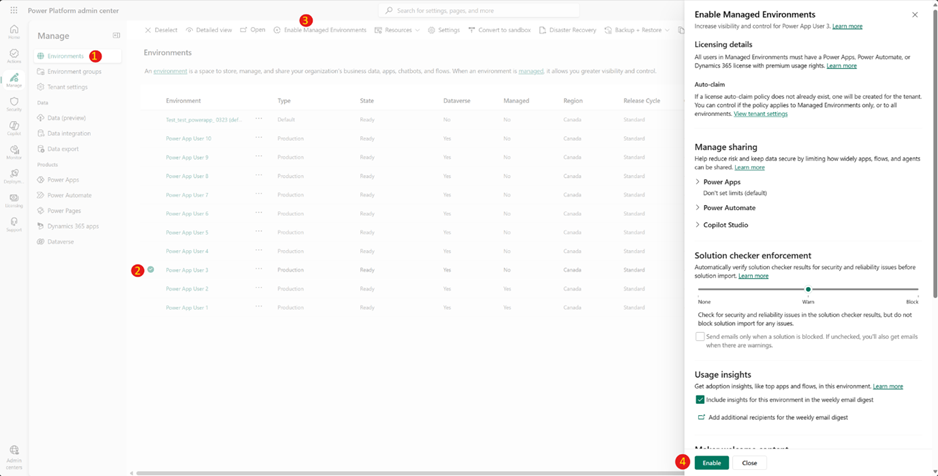 Power Platform admin center
Search for settings, pages, and more
Home
Actions
Manage
Security
Copilot
Monitor
Licensing
Support
Admin
centers
Manage
Environments
1
Environment groups
Tenant settings
Data
Data (preview)
Data integration
Data export
Products
Power Apps
Power Automate
Power Pages
Dynamics 365 apps
Dataverse
3
Deselect
Detailed view
Open
Enable Managed Environments
Resources
Settings
Convert to sandbox
Disaster Recovery
Backup + Restore
Environments
An environment is a space to store, manage, and share your organization's business data, apps, chatbots, and flows. When an environment is managed, it allows you greater visibility and control.
Environment Type State Dataverse Managed Region Release Cycle
Default Ready No No Canada Standard
Power App User 10 ... Production Ready Yes No Canada Standard
Power App User 9 ... Production Ready Yes No Canada Standard
Power App User 8 ... Production Ready Yes No Canada Standard
Power App User 7 ... Production Ready Yes No Canada Standard
Power App User 6 ... Production Ready Yes No Canada Standard
Power App User 5 ... Production Ready Yes No Canada Standard
Power App User 4 ... Production Ready Yes No Canada Standard
2 Power App User 3 ... Production Ready Yes No Canada Standard
Power App User 2 ... Production Ready Yes Yes Canada Standard
Power App User 1 ... Production Ready Yes Yes Canada Standard
Enable Managed Environments
Increase visibility and control for Power App User 3. Learn more
Licensing details
All users in Managed Environments must have a Power Apps, Power Automate, or
Dynamics 365 license with premium usage rights. Learn more
Auto-claim
If a license auto-claim policy does not already exist, one will be created for the tenant.
You can control if the policy applies to Managed Environments only, or to all
environments. View tenant settings
Manage sharing
Help reduce risk and keep data secure by limiting how widely apps, flows, and agents
can be shared. Learn more
Power Apps
Don't set limits (default)
Power Automate
Copilot Studio
Solution checker enforcement
Automatically verify solution checker results for security and reliability issues before
solution import. Learn more
None Warn Block
Check for security and reliability issues in the solution checker results, but do not
block solution import for any issues.
Send emails only when a solution is blocked. If unchecked, you'll also get emails
when there are warnings.
Usage insights
Get adoption insights, like top apps and flows, in this environment. Learn more
Include insights for this environment in the weekly email digest
Add additional recipients for the weekly email digest
Maker welcome content
4 Enable Close